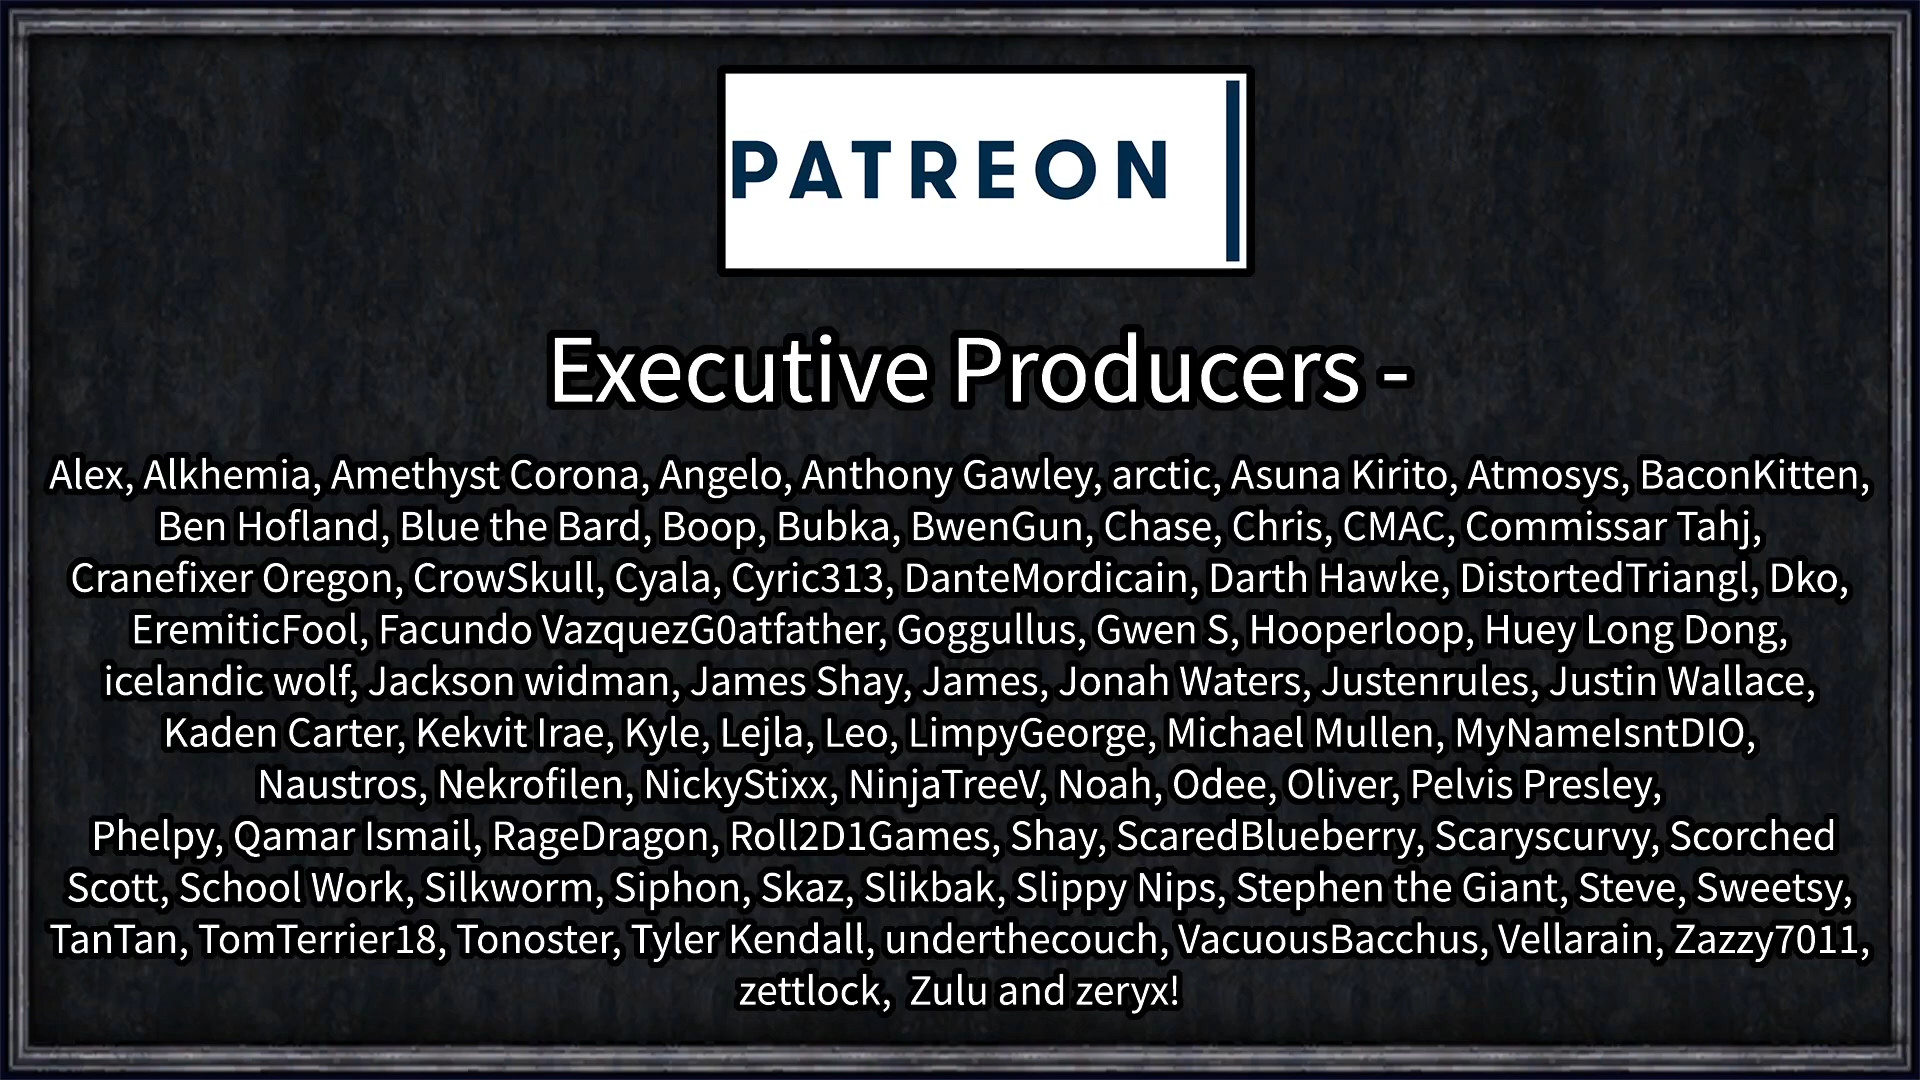 PATREON
Executive Producers -
Alex, Alkhemia, Amethyst Corona, Angelo, Anthony Gawley, arctic, Asuna Kirito, Atmosys, BaconKitten,
Ben Hofland, Blue the Bard, Boop, Bubka, BwenGun, Chase, Chris, CMAC, Commissar Tahj,
Cranefixer Oregon, CrowSkull, Cyala, Cyric313, DanteMordicain, Darth Hawke, DistortedTriangl, Dko,
EremiticFool, Facundo VazquezG0atfather, Goggullus, Gwen S, Hooperloop, Huey Long Dong,
icelandic wolf, Jackson widman, James Shay, James, Jonah Waters, Justenrules, Justin Wallace,
Kaden Carter, Kekvit Irae, Kyle, Lejla, Leo, LimpyGeorge, Michael Mullen, MyNameIsntDIO,
Naustros, Nekrofilen, NickyStixx, NinjaTreeV, Noah, Odee, Oliver, Pelvis Presley,
Phelpy, Qamar Ismail, RageDragon, Roll2D1Games, Shay, ScaredBlueberry, Scaryscurvy, Scorched
Scott, School Work, Silkworm, Siphon, Skaz, Slikbak, Slippy Nips, Stephen the Giant, Steve, Sweetsy,
TanTan, TomTerrier18, Tonoster, Tyler Kendall, underthecouch, VacuousBacchus, Vellarain, Zazzy7011,
zettlock,  Zulu and zeryx!